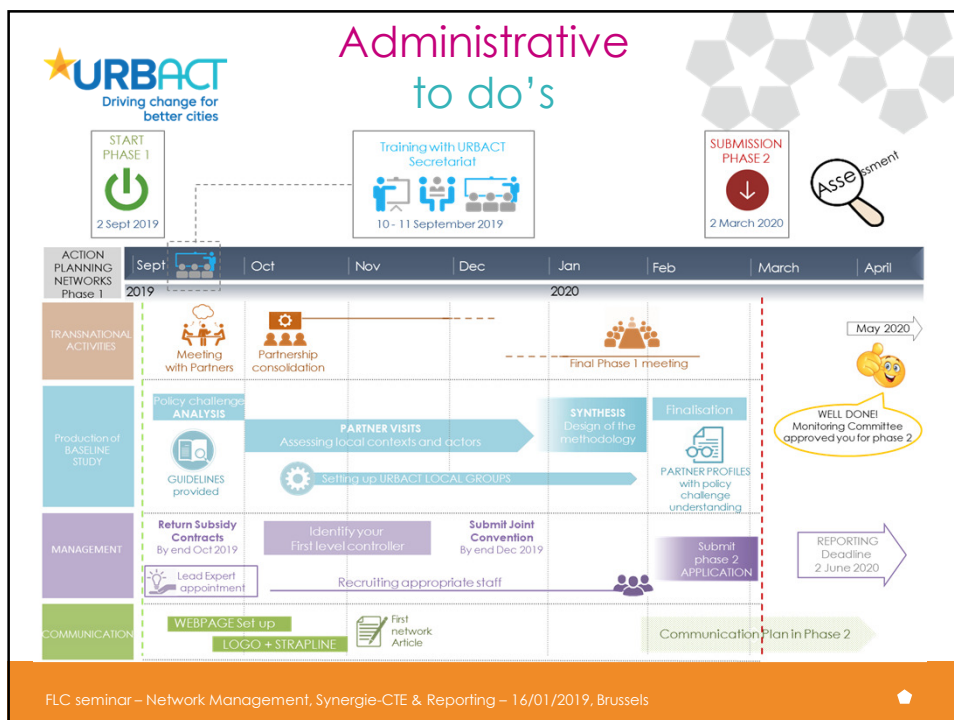 Administrative
to do's
URBACT
Driving change for
better cities
START
PHASE 1
2 Sept 2019
Training with URBACT
Secretariat
10 - 11 September 2019
SUBMISSION
PHASE 2
2 March 2020
Assessment
ACTION
PLANNING
NETWORKS
Phase 1
Sept
Oct
Nov
Dec
Jan
Feb
March
April
2019
2020
TRANSNATIONAL
ACTIVITIES
Meeting
with Partners
Partnership
consolidation
Final Phase 1 meeting
May 2020
WELL DONE!
Monitoring Committee
approved you for phase 2
Production of
BASELINE
STUDY
Policy challenge
ANALYSIS
GUIDELINES
provided
PARTNER VISITS
Assessing local contexts and actors
Setting up URBACT LOCAL GROUPS
SYNTHESIS
Design of the
methodology
Finalisation
PARTNER PROFILES
with policy
challenge
understanding
MANAGEMENT
Return Subsidy
Contracts
By end Oct 2019
Identify your
First level controller
Submit Joint
Convention
By end Dec 2019
Submit
phase 2
APPLICATION
REPORTING
Deadline
2 June 2020
Lead Expert
appointment
Recruiting appropriate staff
COMMUNICATION
WEBPAGE Set up
LOGO + STRAPLINE
First
network
Article
Communication Plan in Phase 2
FLC seminar – Network Management, Synergie-CTE & Reporting – 16/01/2019, Brussels